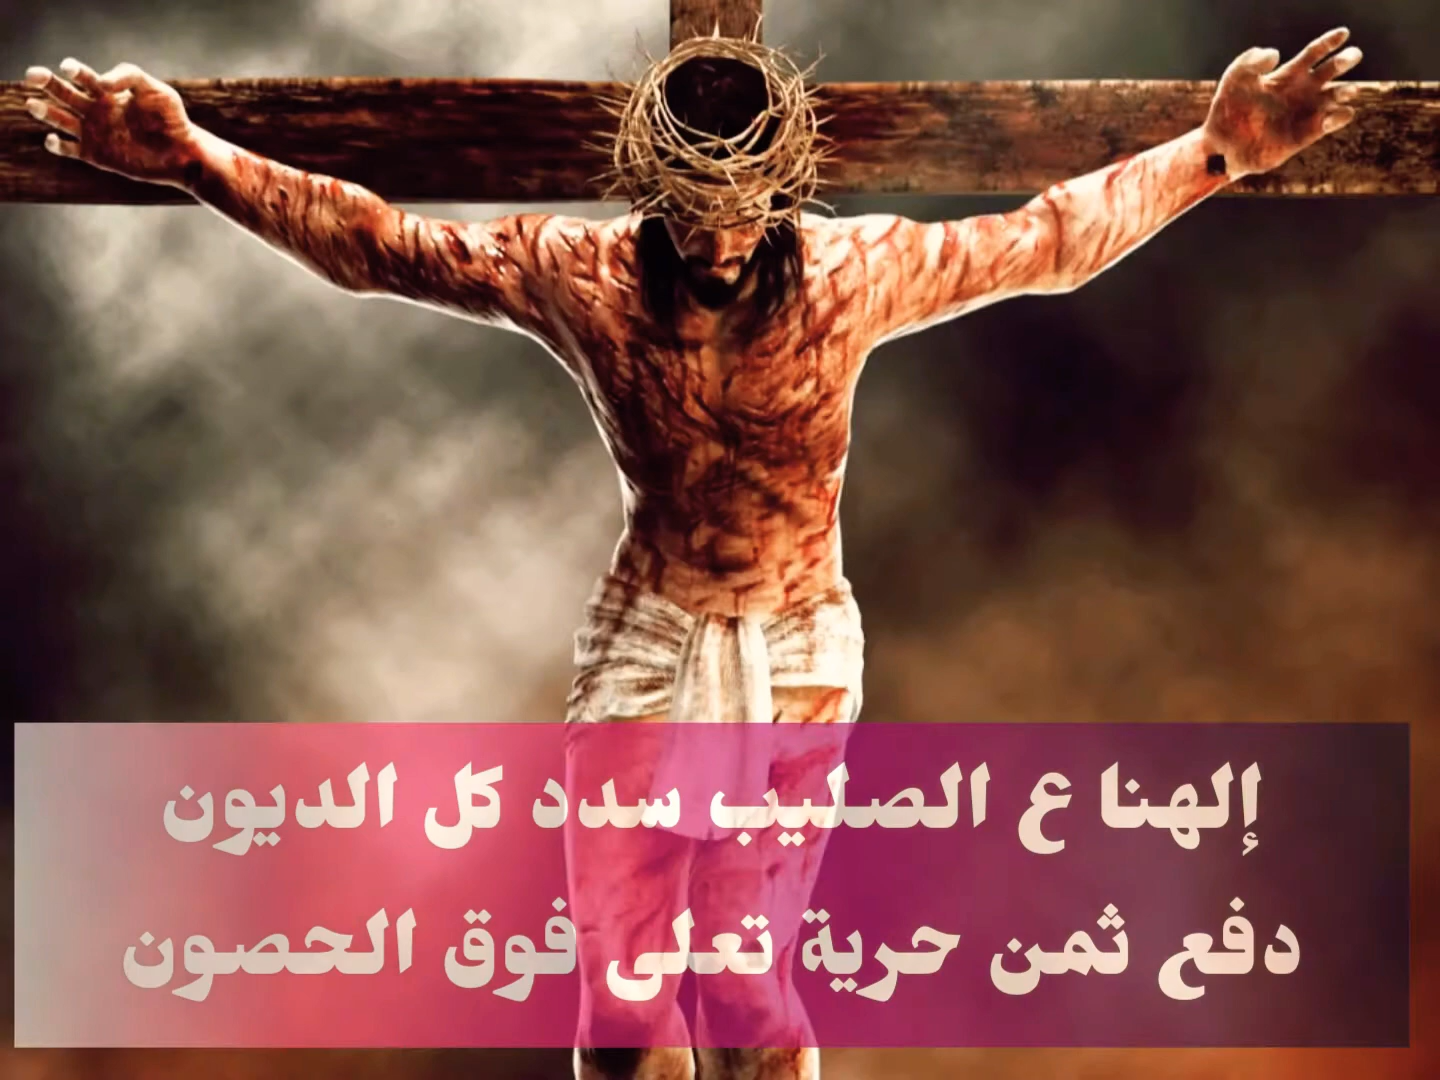 إلهنا ع الصليب سدد كل الديون
دفع ثمن حرية تعلى فوق الحصون